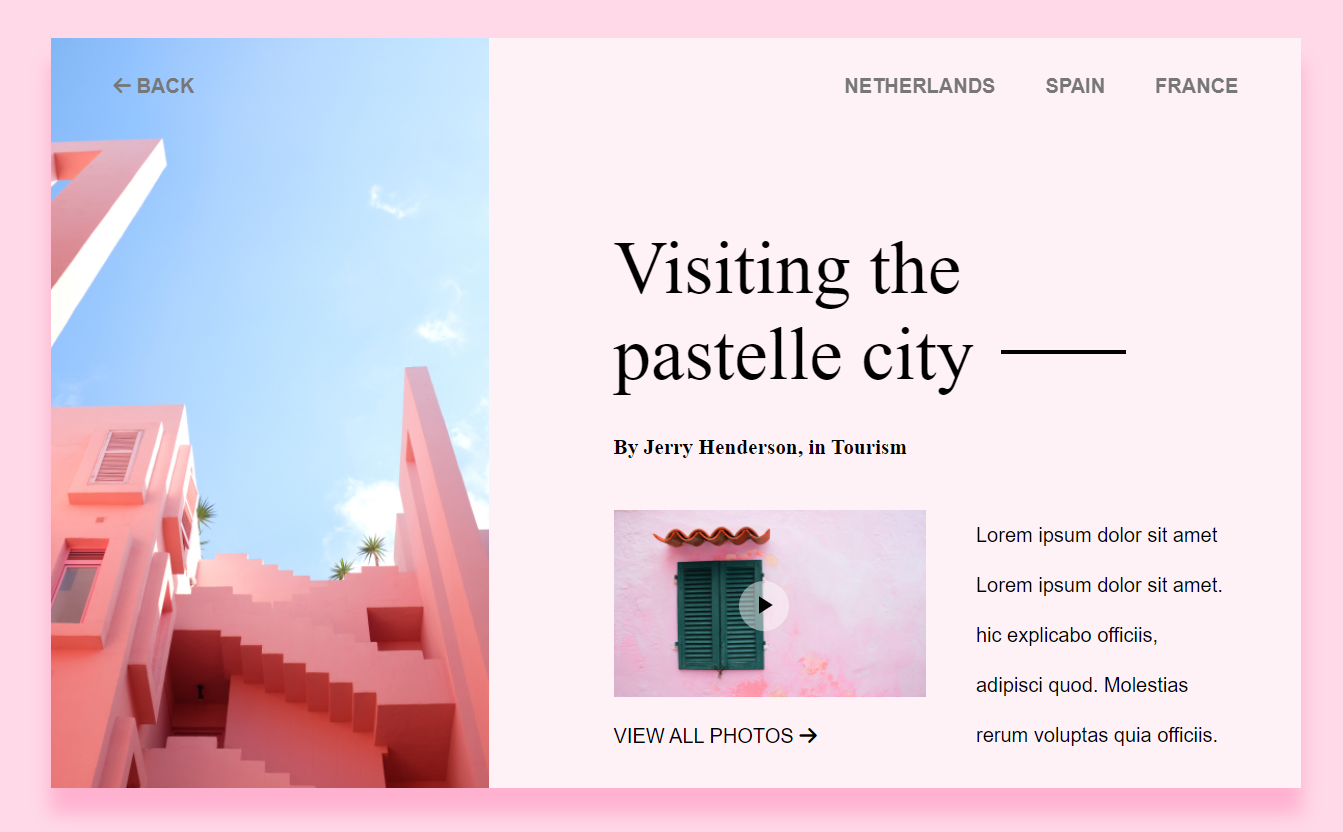 ← BACK
NETHERLANDS SPAIN FRANCE
Visiting the
pastelle city
By Jerry Henderson, in Tourism
VIEW ALL PHOTOS →
Lorem ipsum dolor sit amet
Lorem ipsum dolor sit amet.
hic explicabo officiis,
adipisci quod. Molestias
rerum voluptas quia officiis.